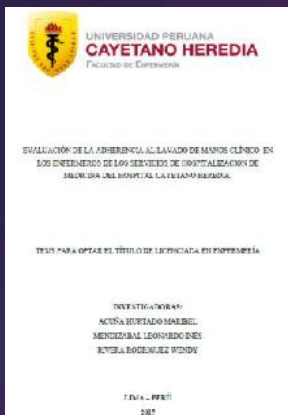 UNIVERSIDAD PERUANA
CAYETANO HEREDIA
FACULTAD DE ENFERMERÍA
EVALUACIÓN DE LA ADHERENCIA AL LAVADO DE MANOS CLÍNICO EN
LOS ENFERMEROS DE LOS SERVICIOS DE HOSPITALIZACIÓN DE
MEDICINA DEL HOSPITAL CAYETANO HEREDIA.
TESIS PARA OPTAR EL TÍTULO DE LICENCIADA EN ENFERMERÍA
INVESTIGADORAS:
ACUÑA HURTADO MARIBEL
MENDIZABAL LEONARDO INÉS
RIVERA RODRIGUEZ WENDY
LIMA – PERÚ
2017